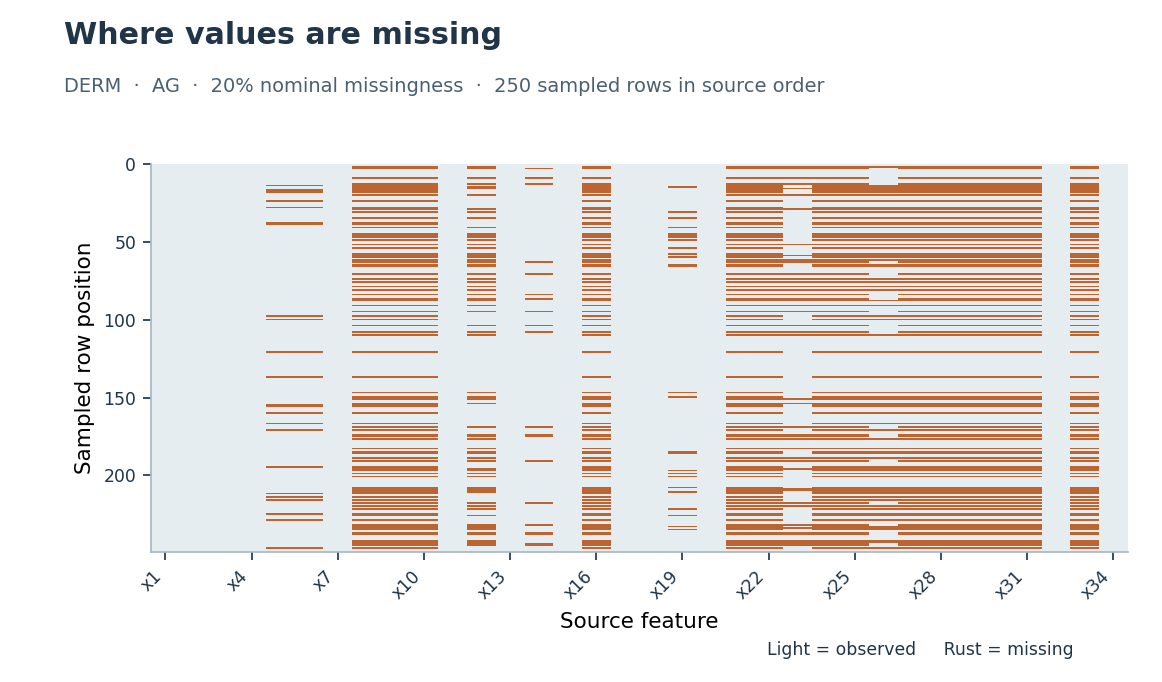 Where values are missing
DERM · AG · 20% nominal missingness · 250 sampled rows in source order
0
50
100
150
200
Sampled row position
x1 x4 x7 x10 x13 x16 x19 x22 x25 x28 x31 x34
Source feature
Light = observed Rust = missing